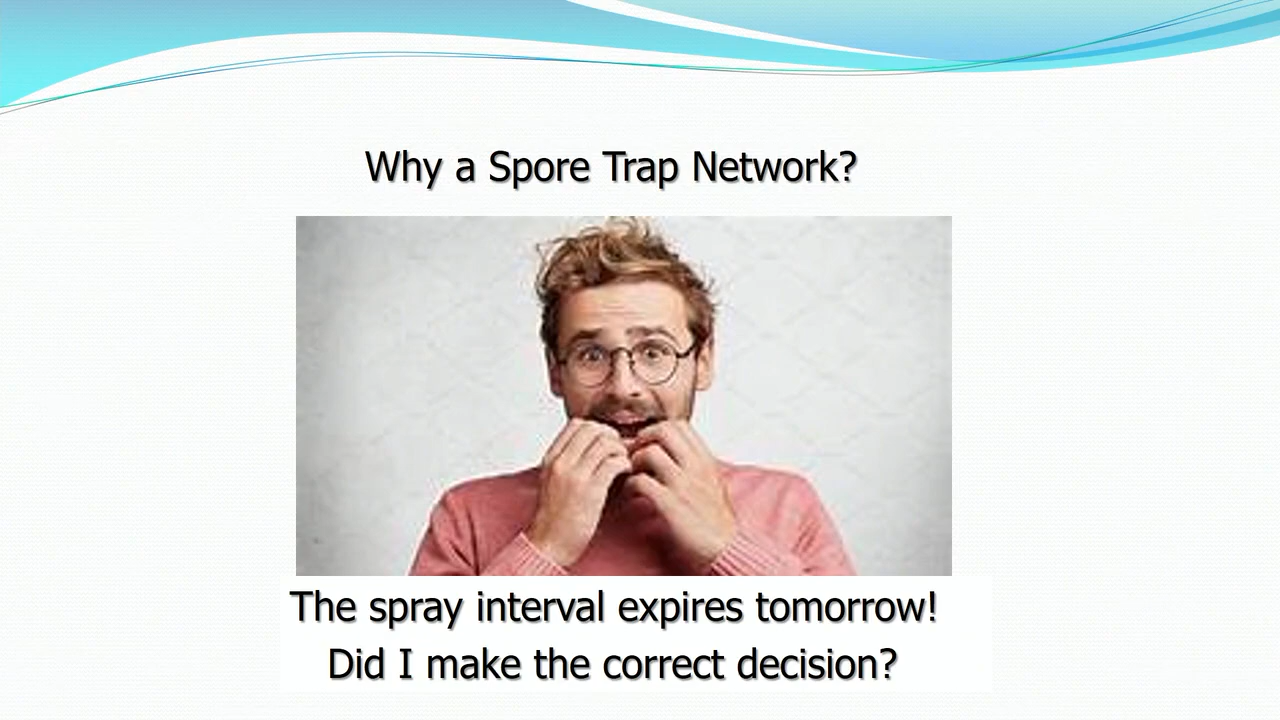 Why a Spore Trap Network?
The spray interval expires tomorrow!
Did I make the correct decision?